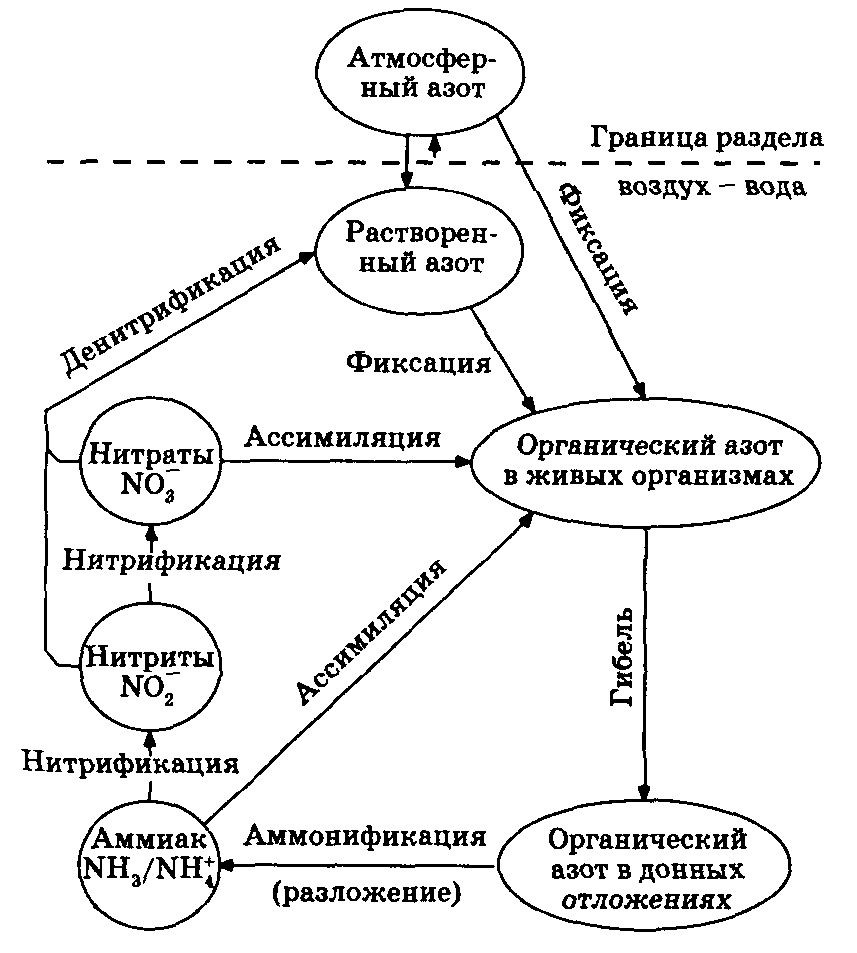 Атмосфер-
ный азот
Граница раздела
воздух – вода
Фиксация
Растворен-
ный азот
Денитрификация
Фиксация
Нитраты
NO₃⁻
Ассимиляция
Органический азот
в живых организмах
Нитрификация
Ассимиляция
Гибель
Нитриты
NO₂⁻
Нитрификация
Аммиак
NH₃/NH₄⁺
Аммонификация
(разложение)
Органический
азот в донных
отложениях